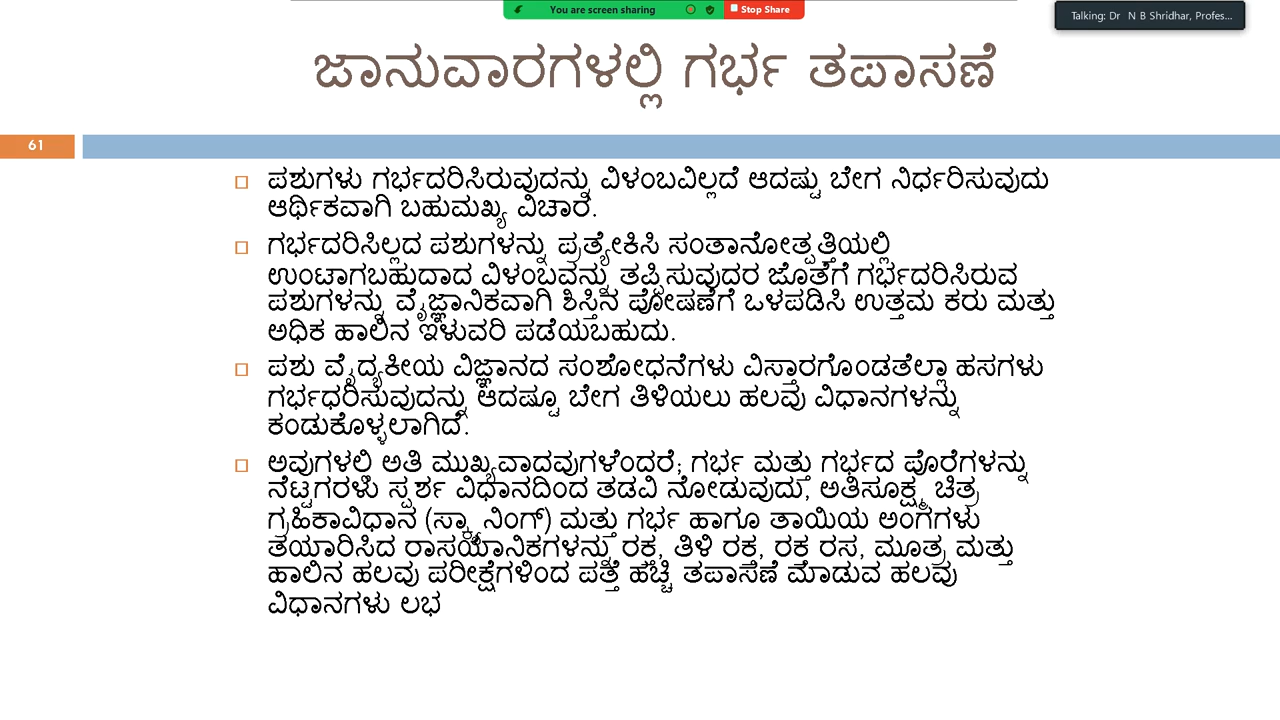 You are screen sharing
Stop Share
Talking: Dr N B Shridhar, Profes...
ಜಾನುವಾರಗಳಲ್ಲಿ ಗರ್ಭ ತಪಾಸಣೆ
61
ಪಶುಗಳು ಗರ್ಭದರಿಸಿರುವುದನ್ನು ವಿಳಂಬವಿಲ್ಲದೆ ಆದಷ್ಟು ಬೇಗ ನಿರ್ಧರಿಸುವುದು
ಆರ್ಥಿಕವಾಗಿ ಬಹುಮಖ್ಯ ವಿಚಾರ.
ಗರ್ಭದರಿಸಿಲ್ಲದ ಪಶುಗಳನ್ನು ಪ್ರತ್ಯೇಕಿಸಿ ಸಂತಾನೋತ್ಪತ್ತಿಯಲ್ಲಿ
ಉಂಟಾಗಬಹುದಾದ ವಿಳಂಬವನ್ನು ತಪ್ಪಿಸುವುದರ ಜೊತೆಗೆ ಗರ್ಭದರಿಸಿರುವ
ಪಶುಗಳನ್ನು ವೈಜ್ಞಾನಿಕವಾಗಿ ಶಿಸ್ತಿನ ಪೋಷಣೆಗೆ ಒಳಪಡಿಸಿ ಉತ್ತಮ ಕರು ಮತ್ತು
ಅಧಿಕ ಹಾಲಿನ ಇಳುವರಿ ಪಡೆಯಬಹುದು.
ಪಶು ವೈದ್ಯಕೀಯ ವಿಜ್ಞಾನದ ಸಂಶೋಧನೆಗಳು ವಿಸ್ತಾರಗೊಂಡತೆಲ್ಲಾ ಹಸಗಳು
ಗರ್ಭಧರಿಸುವುದನ್ನು ಆದಷ್ಟೂ ಬೇಗ ತಿಳಿಯಲು ಹಲವು ವಿಧಾನಗಳನ್ನು
ಕಂಡುಕೊಳ್ಳಲಾಗಿದೆ.
ಅವುಗಳಲ್ಲಿ ಅತಿ ಮುಖ್ಯವಾದವುಗಳೆಂದರೆ; ಗರ್ಭ ಮತ್ತು ಗರ್ಭದ ಪೊರೆಗಳನ್ನು
ನೆಟ್ಟಗರಳು ಸ್ಪರ್ಶ ವಿಧಾನದಿಂದ ತಡವಿ ನೋಡುವುದು, ಅತಿಸೂಕ್ಷ್ಮ ಚಿತ್ರ
ಗ್ರಹಿಕಾವಿಧಾನ (ಸ್ಕ್ಯಾನಿಂಗ್) ಮತ್ತು ಗರ್ಭ ಹಾಗೂ ತಾಯಿಯ ಅಂಗಗಳು
ತಯಾರಿಸಿದ ರಾಸಯಾನಿಕಗಳನ್ನು ರಕ್ತ, ತಿಳಿ ರಕ್ತ, ರಕ್ತ ರಸ, ಮೂತ್ರ ಮತ್ತು
ಹಾಲಿನ ಹಲವು ಪರೀಕ್ಷೆಗಳಿಂದ ಪತ್ತೆ ಹಚ್ಚಿ ತಪಾಸಣೆ ಮಾಡುವ ಹಲವು
ವಿಧಾನಗಳು ಲಭ